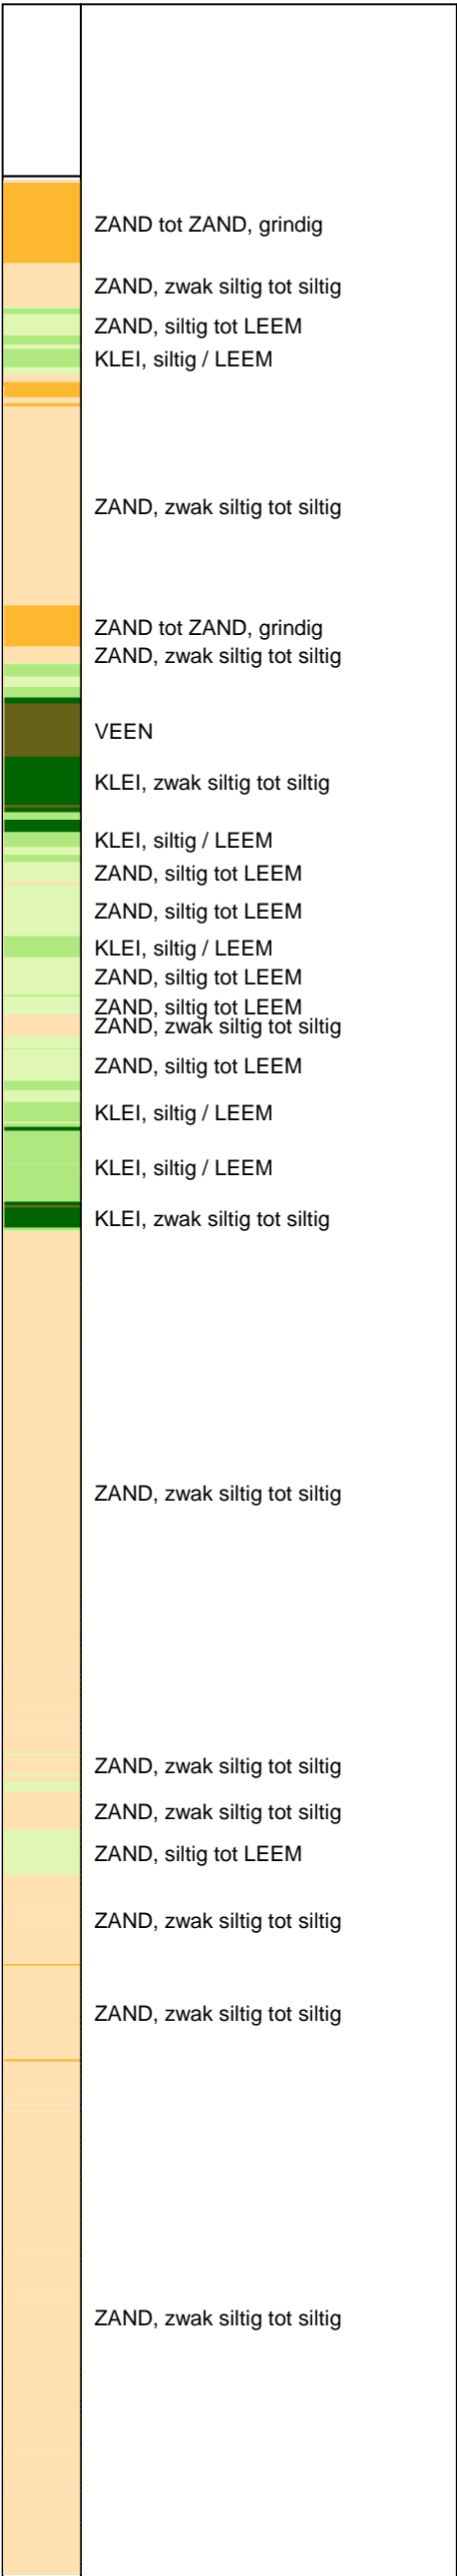 ZAND tot ZAND, grindig
ZAND, zwak siltig tot siltig
ZAND, siltig tot LEEM
KLEI, siltig / LEEM
ZAND, zwak siltig tot siltig
ZAND tot ZAND, grindig
ZAND, zwak siltig tot siltig
VEEN
KLEI, zwak siltig tot siltig
KLEI, siltig / LEEM
ZAND, siltig tot LEEM
ZAND, siltig tot LEEM
KLEI, siltig / LEEM
ZAND, siltig tot LEEM
ZAND, siltig tot LEEM
ZAND, zwak siltig tot siltig
ZAND, siltig tot LEEM
KLEI, siltig / LEEM
KLEI, siltig / LEEM
KLEI, zwak siltig tot siltig
ZAND, zwak siltig tot siltig
ZAND, zwak siltig tot siltig
ZAND, zwak siltig tot siltig
ZAND, siltig tot LEEM
ZAND, zwak siltig tot siltig
ZAND, zwak siltig tot siltig
ZAND, zwak siltig tot siltig